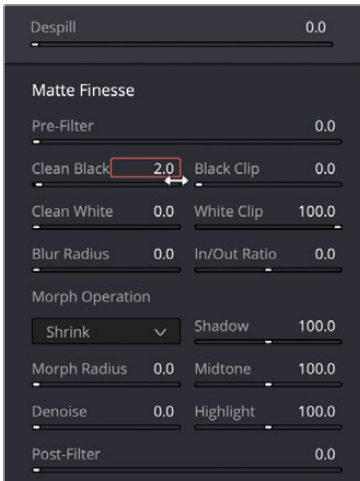 Despill 0.0
Matte Finesse
Pre-Filter 0.0
Clean Black 2.0 Black Clip 0.0
Clean White 0.0 White Clip 100.0
Blur Radius 0.0 In/Out Ratio 0.0
Morph Operation
Shrink Shadow 100.0
Morph Radius 0.0 Midtone 100.0
Denoise 0.0 Highlight 100.0
Post-Filter 0.0